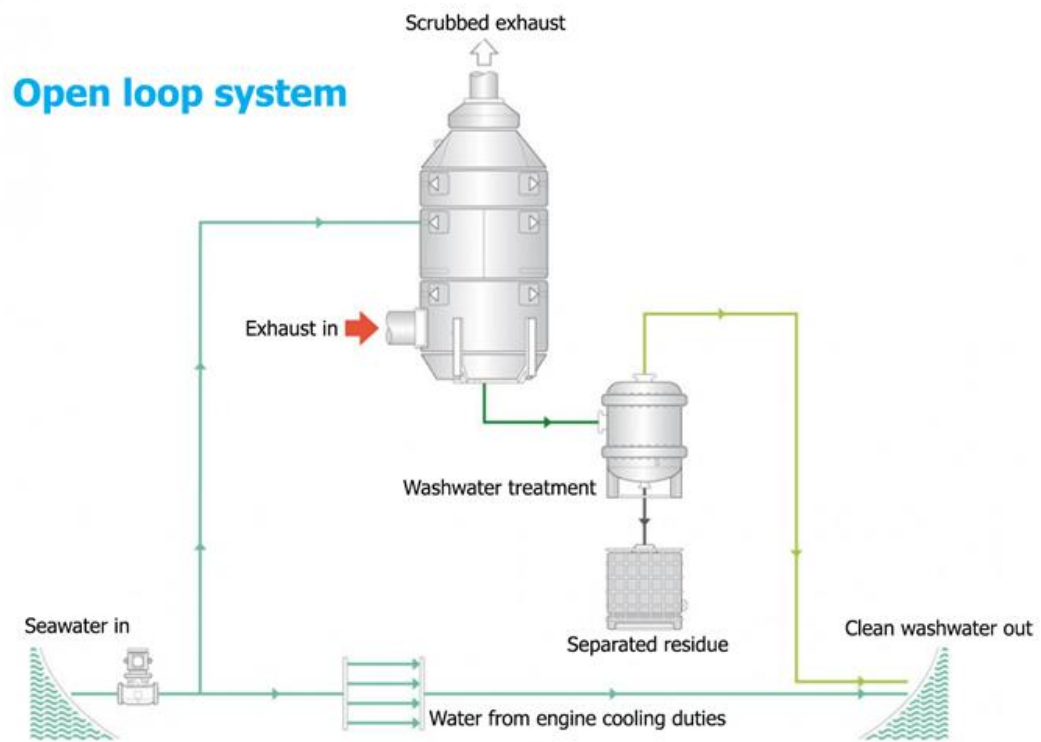 Scrubbed exhaust
Open loop system
Exhaust in
Washwater treatment
Seawater in
Separated residue
Clean washwater out
Water from engine cooling duties